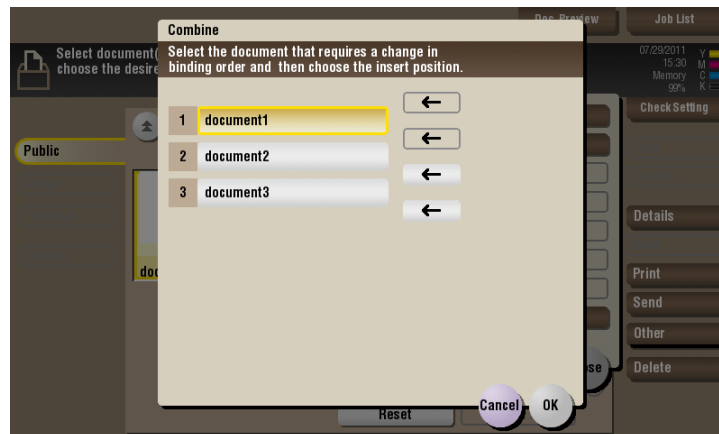 Doc. Preview
Job List
Combine
Select document(
choose the desire
Select the document that requires a change in
binding order and then choose the insert position.
07/29/2011
15:30
Memory
99%
Y
M
C
K
Check Setting
1 document1
2 document2
3 document3
Public
Details
doc
Print
Send
Other
Delete
Cancel
OK
Reset